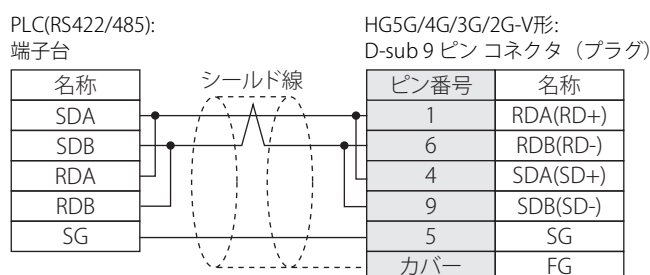 PLC(RS422/485):
端子台
HG5G/4G/3G/2G-V形:
D-sub 9 ピン コネクタ（プラグ）
名称
シールド線
ピン番号 名称
SDA 1 RDA(RD+)
SDB 6 RDB(RD-)
RDA 4 SDA(SD+)
RDB 9 SDB(SD-)
SG 5 SG
カバー FG